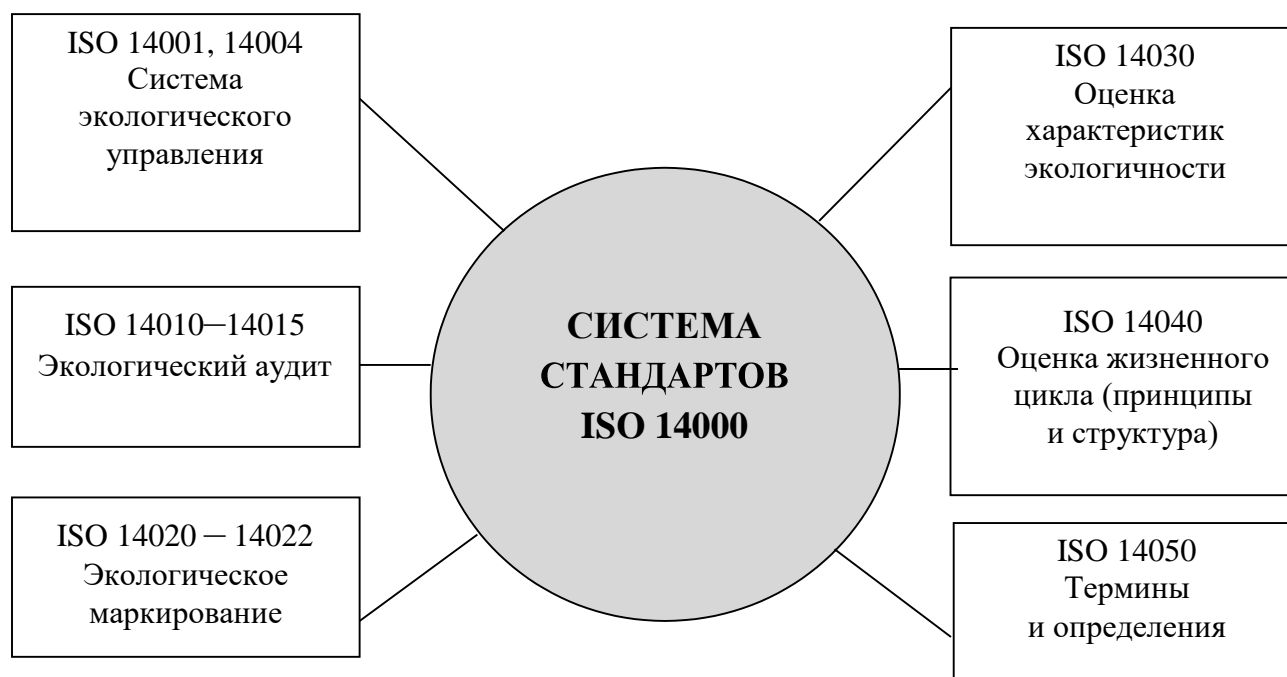 ISO 14001, 14004
Система
экологического
управления
ISO 14010—14015
Экологический аудит
ISO 14020 — 14022
Экологическое
маркирование
СИСТЕМА
СТАНДАРТОВ
ISO 14000
ISO 14030
Оценка
характеристик
экологичности
ISO 14040
Оценка жизненного
цикла (принципы
и структура)
ISO 14050
Термины
и определения